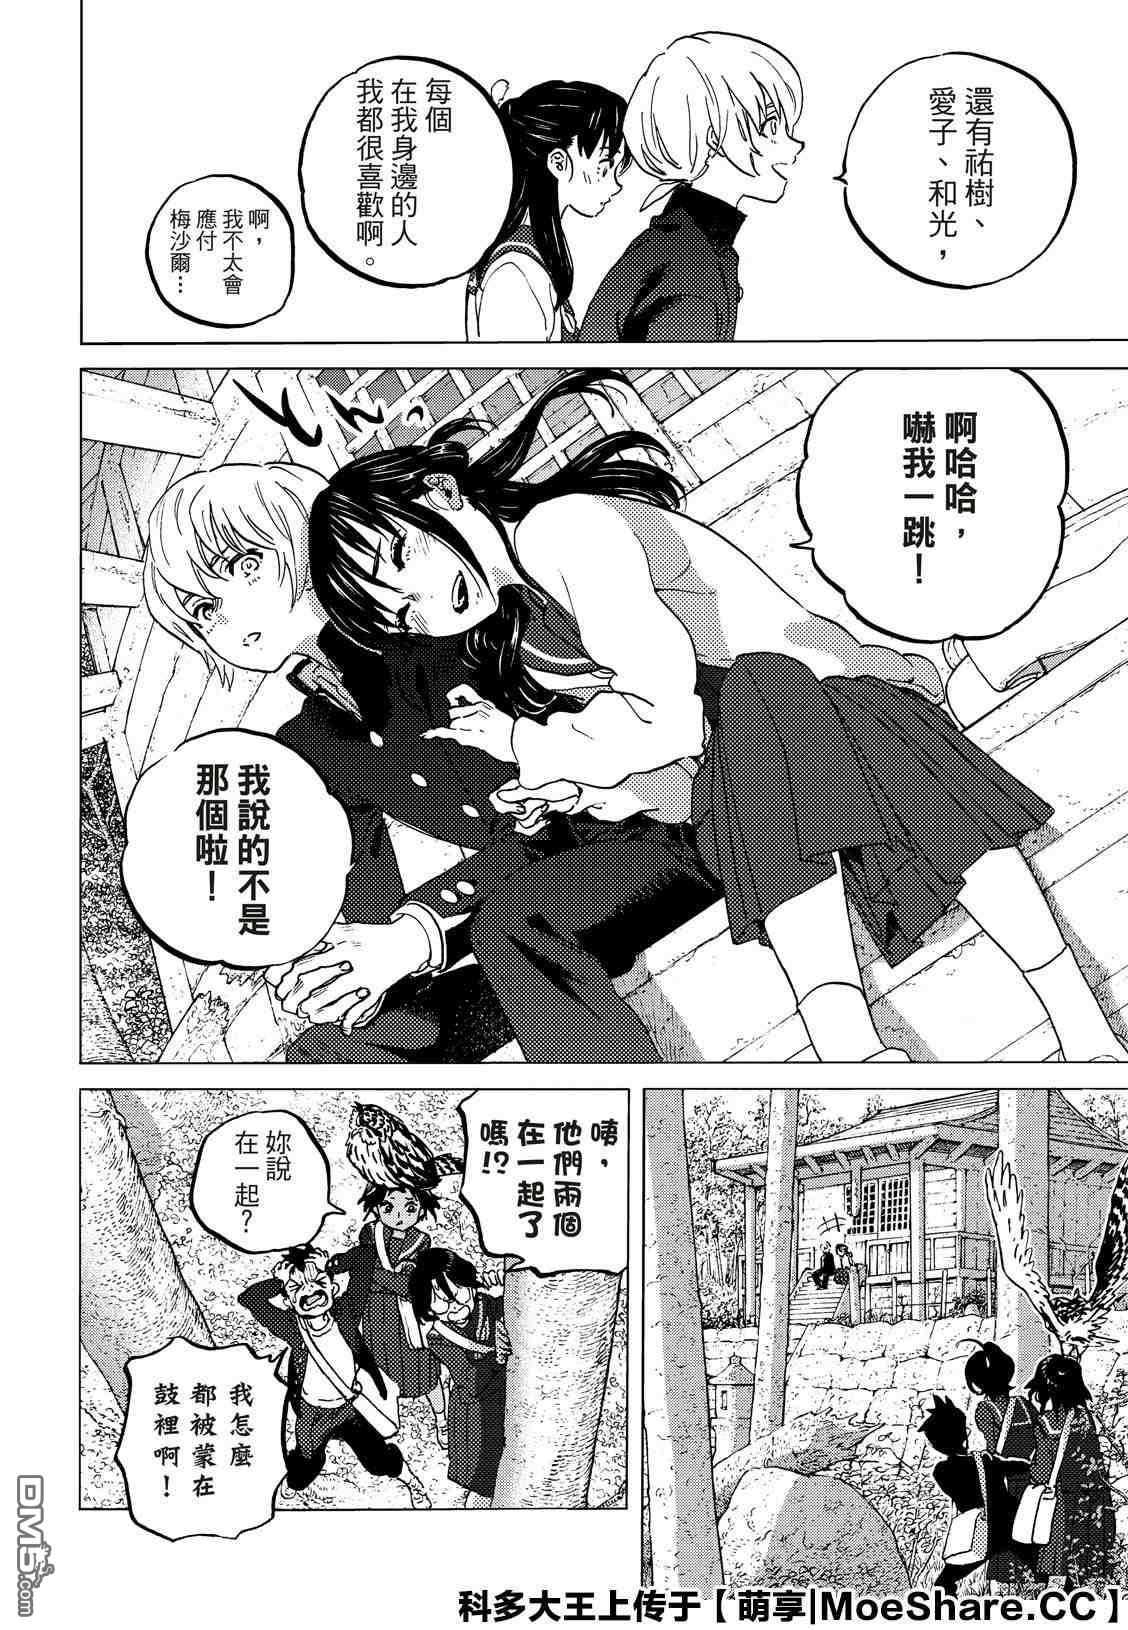 還有祐樹、
愛子、和光，
每個
在我身邊的人
我都很喜歡啊。
啊，
我不太會
應付
梅沙爾…
啊哈哈，
嚇我一跳！
とん、
我說的不是
那個啦！
咦，
他們兩個
在一起了
嗎!?
妳說
在一起？
我怎麼
都被蒙在
鼓裡啊！
DM5.com
科多大王上传于【萌享|MoeShare.CC】